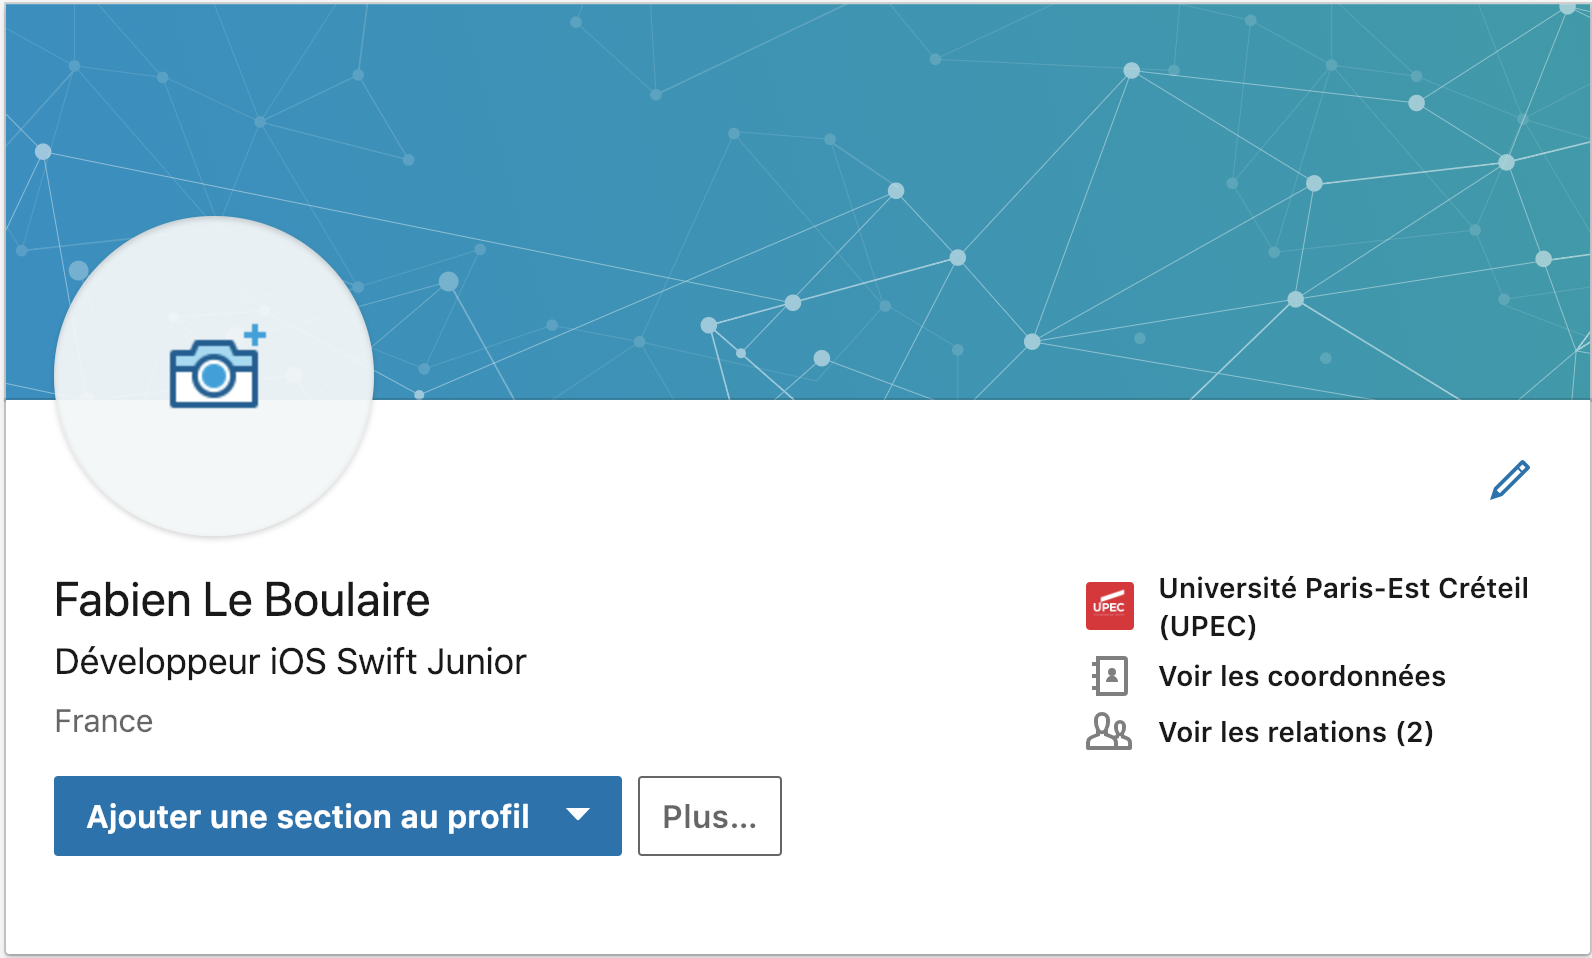 Fabien Le Boulaire
Développeur iOS Swift Junior
France
Ajouter une section au profil
Plus...
UPEC
Université Paris-Est Créteil
(UPEC)
Voir les coordonnées
Voir les relations (2)